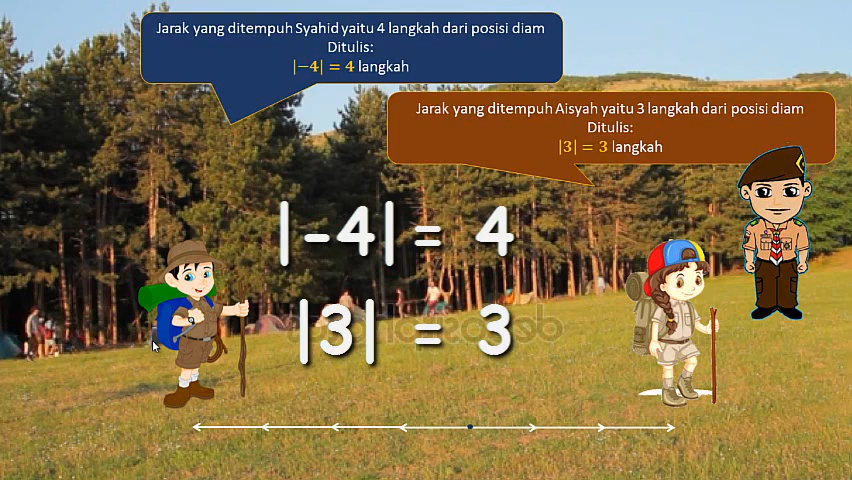 Jarak yang ditempuh Syahid yaitu 4 langkah dari posisi diam
Ditulis:
|−4| = 4 langkah
Jarak yang ditempuh Aisyah yaitu 3 langkah dari posisi diam
Ditulis:
|3| = 3 langkah
|-4| = 4
|3| = 3